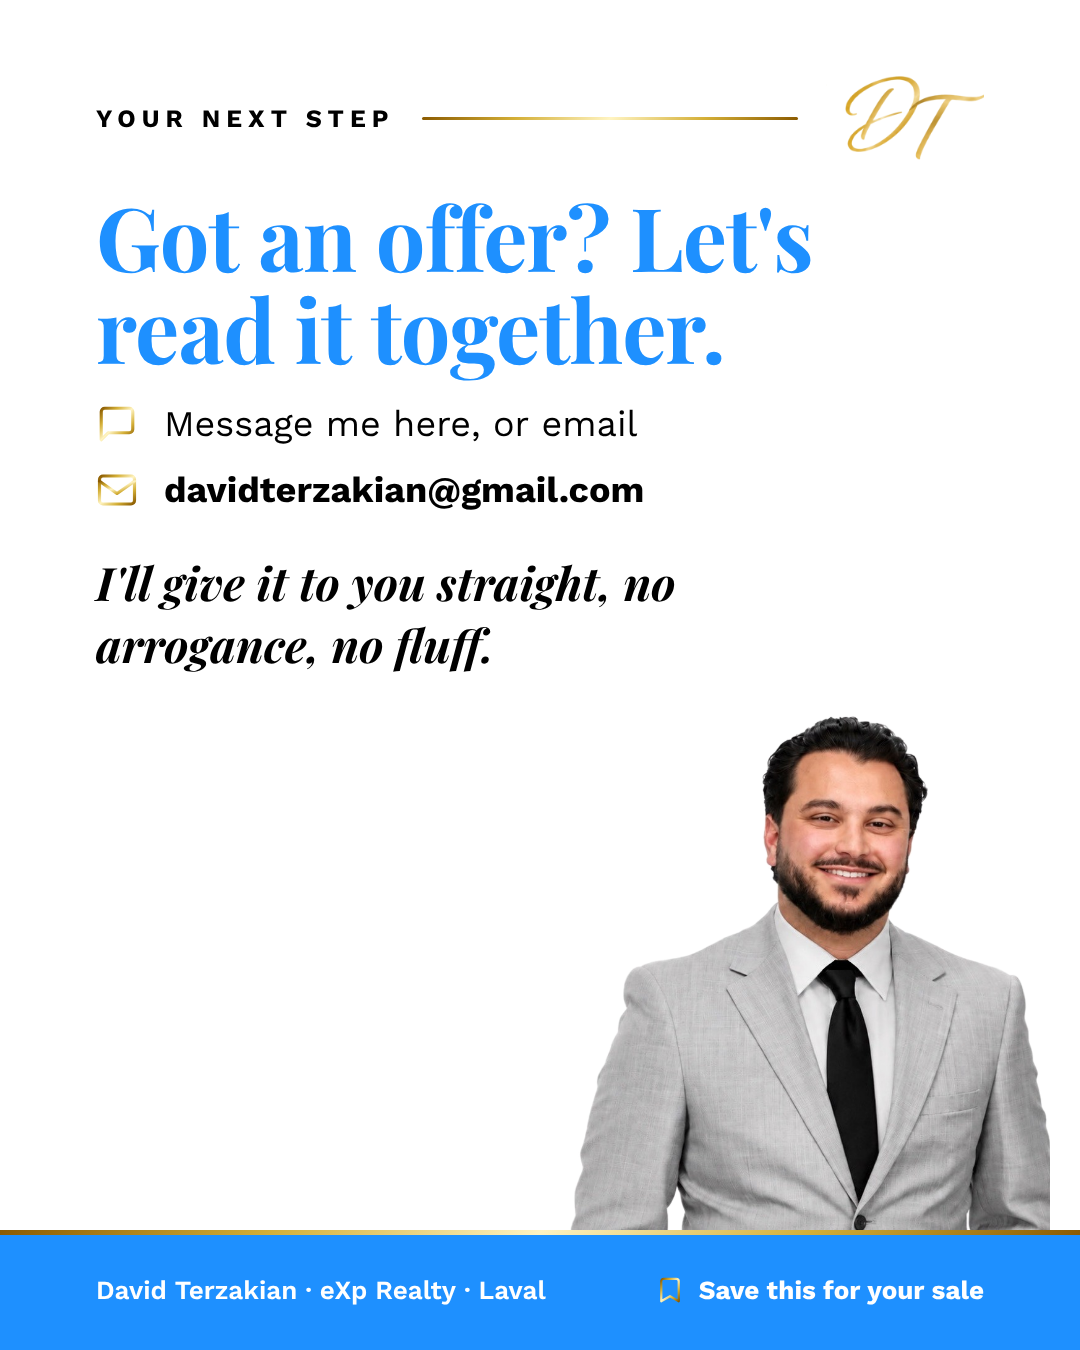 YOUR NEXT STEP
DT
Got an offer? Let's
read it together.
Message me here, or email
davidterzakian@gmail.com
I'll give it to you straight, no
arrogance, no fluff.
David Terzakian · eXp Realty · Laval
Save this for your sale